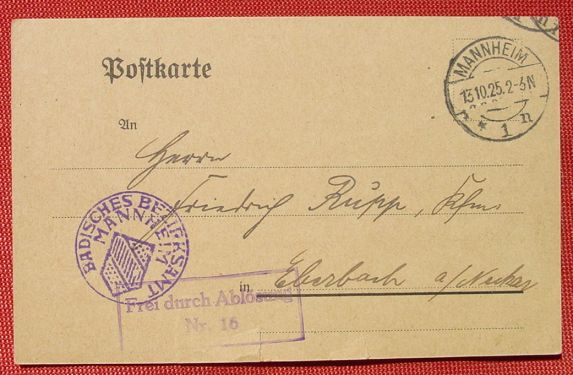 Postkarte
MANNHEIM
13.10.25.2-3N
* 1 n
An
Herrn
Friedrich Rupp, Kfm.
in Eberbach a/Neckar
BADISCHES BEZIRKSAMT
MANNHEIM
Frei durch Ablösung
Nr. 16